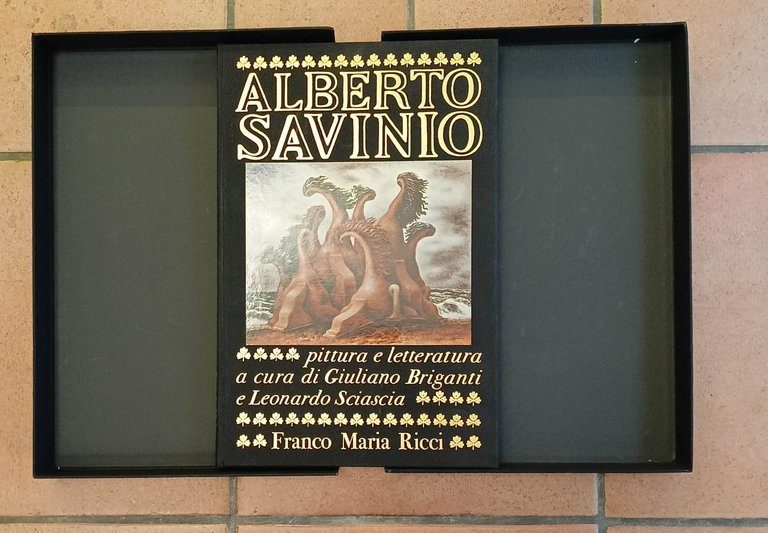 ALBERTO
SAVINIO
pittura e letteratura
a cura di Giuliano Briganti
e Leonardo Sciascia
Franco Maria Ricci